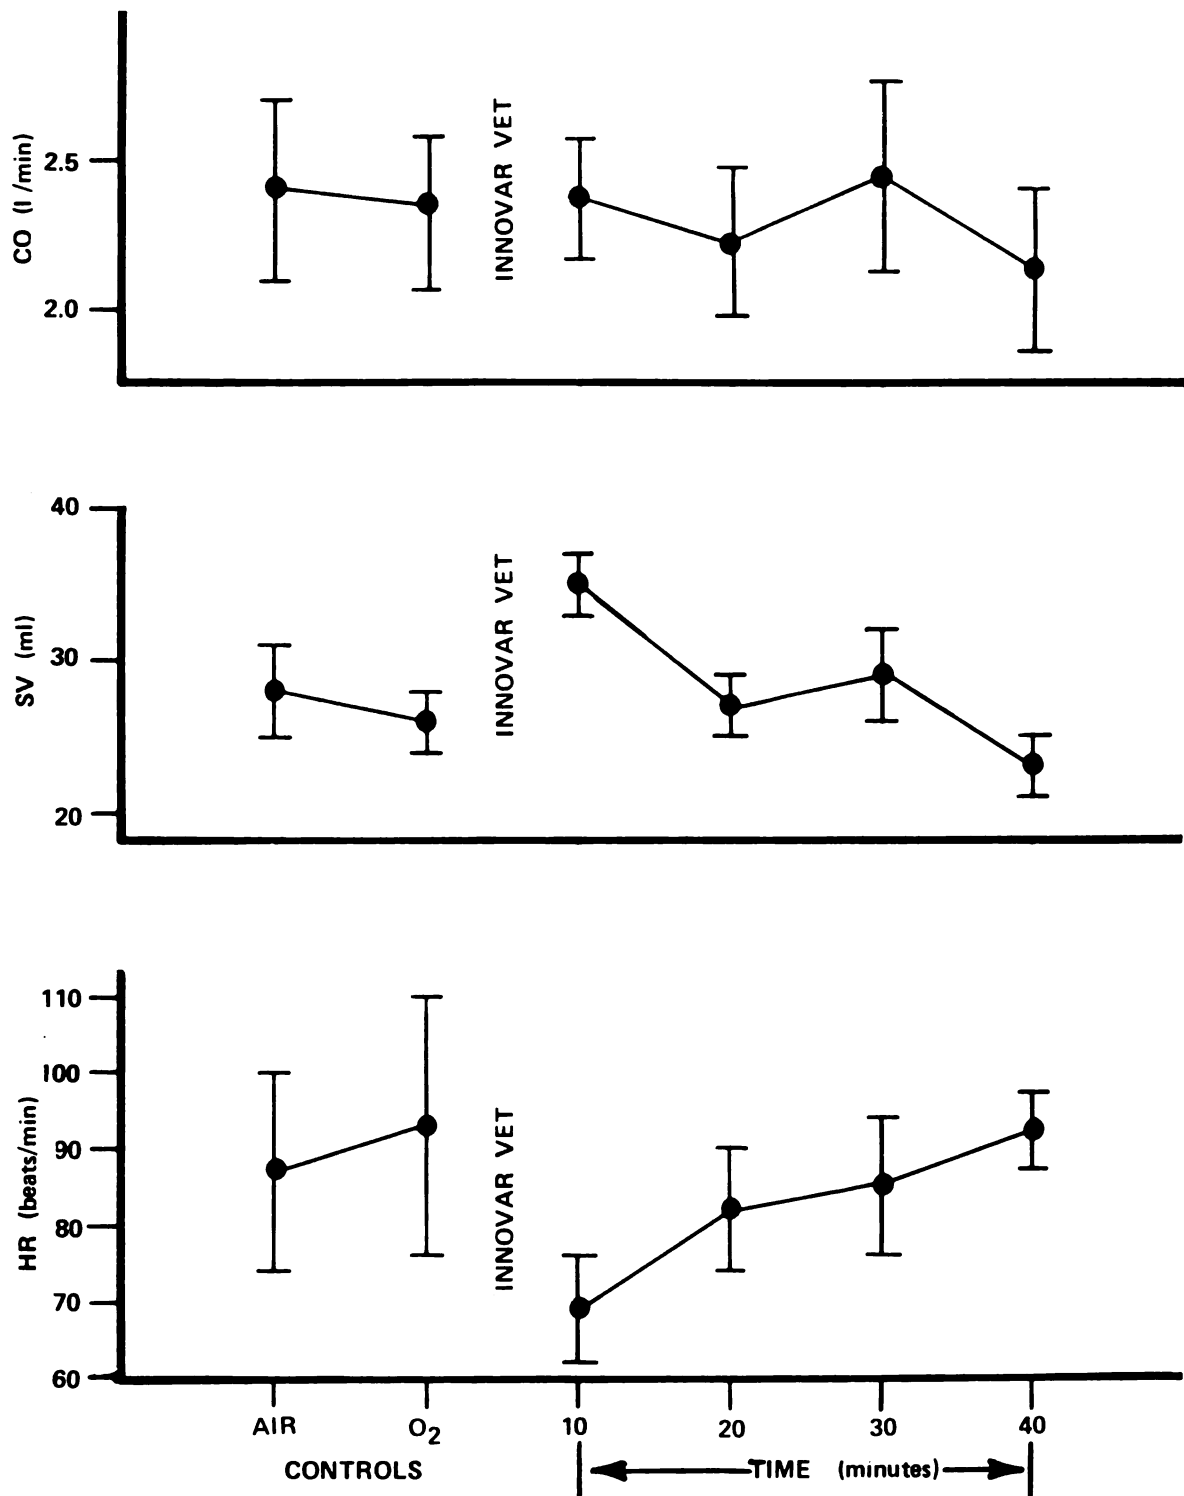 CO (l /min)
2.5
2.0
INNOVAR VET
SV (ml)
40
30
20
INNOVAR VET
HR (beats/min)
110
100
90
80
70
60
INNOVAR VET
AIR O2 10 20 30 40
CONTROLS TIME (minutes)